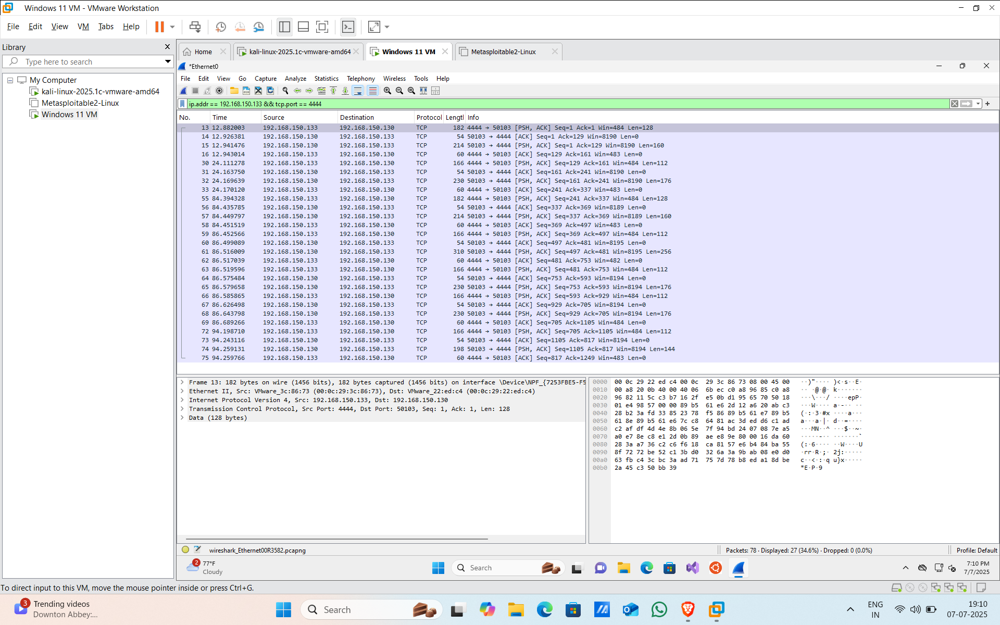 Windows 11 VM - VMware Workstation
File Edit View VM Tabs Help
Library X
Type here to search
My Computer
kali-linux-2025.1c-vmware-amd64
Metasploitable2-Linux
Windows 11 VM
Home kali-linux-2025.1c-vmware-amd64 Windows 11 VM Metasploitable2-Linux
*Ethernet0
File Edit View Go Capture Analyze Statistics Telephony Wireless Tools Help
ip.addr == 192.168.150.133 && tcp.port == 4444
No. Time Source Destination Protocol Lengtl Info
13 12.882003 192.168.150.133 192.168.150.130 TCP 182 4444 → 50103 [PSH, ACK] Seq=1 Ack=1 Win=484 Len=128
14 12.926381 192.168.150.130 192.168.150.133 TCP 54 50103 → 4444 [ACK] Seq=1 Ack=129 Win=8190 Len=0
15 12.941476 192.168.150.130 192.168.150.133 TCP 214 50103 → 4444 [PSH, ACK] Seq=1 Ack=129 Win=8190 Len=160
16 12.943014 192.168.150.133 192.168.150.130 TCP 60 4444 → 50103 [ACK] Seq=129 Ack=161 Win=483 Len=0
30 24.111278 192.168.150.133 192.168.150.130 TCP 166 4444 → 50103 [PSH, ACK] Seq=129 Ack=161 Win=484 Len=112
31 24.163750 192.168.150.130 192.168.150.133 TCP 54 50103 → 4444 [ACK] Seq=161 Ack=241 Win=8190 Len=0
32 24.169639 192.168.150.130 192.168.150.133 TCP 230 50103 → 4444 [PSH, ACK] Seq=161 Ack=241 Win=8190 Len=176
33 24.170120 192.168.150.133 192.168.150.130 TCP 60 4444 → 50103 [ACK] Seq=241 Ack=337 Win=483 Len=0
55 84.394328 192.168.150.133 192.168.150.130 TCP 182 4444 → 50103 [PSH, ACK] Seq=241 Ack=337 Win=484 Len=128
56 84.435785 192.168.150.130 192.168.150.133 TCP 54 50103 → 4444 [ACK] Seq=337 Ack=369 Win=8189 Len=0
57 84.449797 192.168.150.130 192.168.150.133 TCP 214 50103 → 4444 [PSH, ACK] Seq=337 Ack=369 Win=8189 Len=160
58 84.451519 192.168.150.133 192.168.150.130 TCP 60 4444 → 50103 [ACK] Seq=369 Ack=497 Win=483 Len=0
59 86.452566 192.168.150.133 192.168.150.130 TCP 166 4444 → 50103 [PSH, ACK] Seq=369 Ack=497 Win=484 Len=112
60 86.499089 192.168.150.130 192.168.150.133 TCP 54 50103 → 4444 [ACK] Seq=497 Ack=481 Win=8195 Len=0
61 86.516009 192.168.150.130 192.168.150.133 TCP 310 50103 → 4444 [PSH, ACK] Seq=497 Ack=481 Win=8195 Len=256
62 86.517039 192.168.150.133 192.168.150.130 TCP 60 4444 → 50103 [ACK] Seq=481 Ack=753 Win=482 Len=0
63 86.519596 192.168.150.133 192.168.150.130 TCP 166 4444 → 50103 [PSH, ACK] Seq=481 Ack=753 Win=484 Len=112
64 86.575484 192.168.150.130 192.168.150.133 TCP 54 50103 → 4444 [ACK] Seq=753 Ack=593 Win=8194 Len=0
65 86.579658 192.168.150.130 192.168.150.133 TCP 230 50103 → 4444 [PSH, ACK] Seq=753 Ack=593 Win=8194 Len=176
66 86.585865 192.168.150.133 192.168.150.130 TCP 166 4444 → 50103 [PSH, ACK] Seq=593 Ack=929 Win=484 Len=112
67 86.626498 192.168.150.130 192.168.150.133 TCP 54 50103 → 4444 [ACK] Seq=929 Ack=705 Win=8194 Len=0
68 86.643798 192.168.150.130 192.168.150.133 TCP 230 50103 → 4444 [PSH, ACK] Seq=929 Ack=705 Win=8194 Len=176
69 86.689266 192.168.150.133 192.168.150.130 TCP 60 4444 → 50103 [ACK] Seq=705 Ack=1105 Win=484 Len=0
72 94.198710 192.168.150.133 192.168.150.130 TCP 166 4444 → 50103 [PSH, ACK] Seq=705 Ack=1105 Win=484 Len=112
73 94.243116 192.168.150.130 192.168.150.133 TCP 54 50103 → 4444 [ACK] Seq=1105 Ack=817 Win=8194 Len=0
74 94.259131 192.168.150.130 192.168.150.133 TCP 198 50103 → 4444 [PSH, ACK] Seq=1105 Ack=817 Win=8194 Len=144
75 94.259766 192.168.150.133 192.168.150.130 TCP 60 4444 → 50103 [ACK] Seq=817 Ack=1249 Win=483 Len=0
Frame 13: 182 bytes on wire (1456 bits), 182 bytes captured (1456 bits) on interface \Device\NPF_{7253FBE5-F5
Ethernet II, Src: VMware_3c:86:73 (00:0c:29:3c:86:73), Dst: VMware_22:ed:c4 (00:0c:29:22:ed:c4)
Internet Protocol Version 4, Src: 192.168.150.133, Dst: 192.168.150.130
Transmission Control Protocol, Src Port: 4444, Dst Port: 50103, Seq: 1, Ack: 1, Len: 128
Data (128 bytes)
0000 00 0c 29 22 ed c4 00 0c 29 3c 86 73 08 00 45 00 ··)"···· )<·s··E·
0010 00 a8 20 0b 40 00 40 06 6b ec c0 a8 96 85 c0 a8 ·· ·@·@· k·······
0020 96 82 11 5c c3 b7 16 2f e5 0b d1 95 65 70 50 18 ···\···/ ····epP·
0030 01 e4 98 57 00 00 89 b5 61 e6 2d 12 a6 20 ab c3 ···W···· a·-·· ··
0040 28 b2 3a fd 33 85 23 78 f5 86 89 b5 61 e7 89 b5 (·:·3·#x ····a···
0050 61 8e 89 b5 61 e6 7c c8 64 81 ac 3d ed d6 c1 ad a···a·|· d··=····
0060 c2 af df 4d 4e 8b 06 5e 7f 94 bd 24 07 08 7e a5 ···MN··^ ···$··~·
0070 a0 e7 8e c8 e1 2d 0b 89 ae e8 9e 80 00 16 da 60 ·····-·· ·······`
0080 28 3a a7 36 c2 c6 f6 18 ca 81 57 e6 b4 84 ba 55 (:·6···· ··W····U
0090 8f 72 72 be 52 c1 3b d0 32 6a 3a 9b ab 08 e0 d0 ·rr·R·;· 2j:·····
00a0 63 fb c4 3c bc 3a ad 71 75 7d 78 b8 ed a1 8d be c··<·:·q u}x·····
00b0 2a 45 c3 50 bb 39 *E·P·9
wireshark_Ethernet00R3582.pcapng Packets: 78 · Displayed: 27 (34.6%) · Dropped: 0 (0.0%) Profile: Default
2
77°F
Cloudy
Search
7:10 PM
7/7/2025
To direct input to this VM, move the mouse pointer inside or press Ctrl+G.
3
Trending videos
Downton Abbey:...
Search
ENG
IN
19:10
07-07-2025